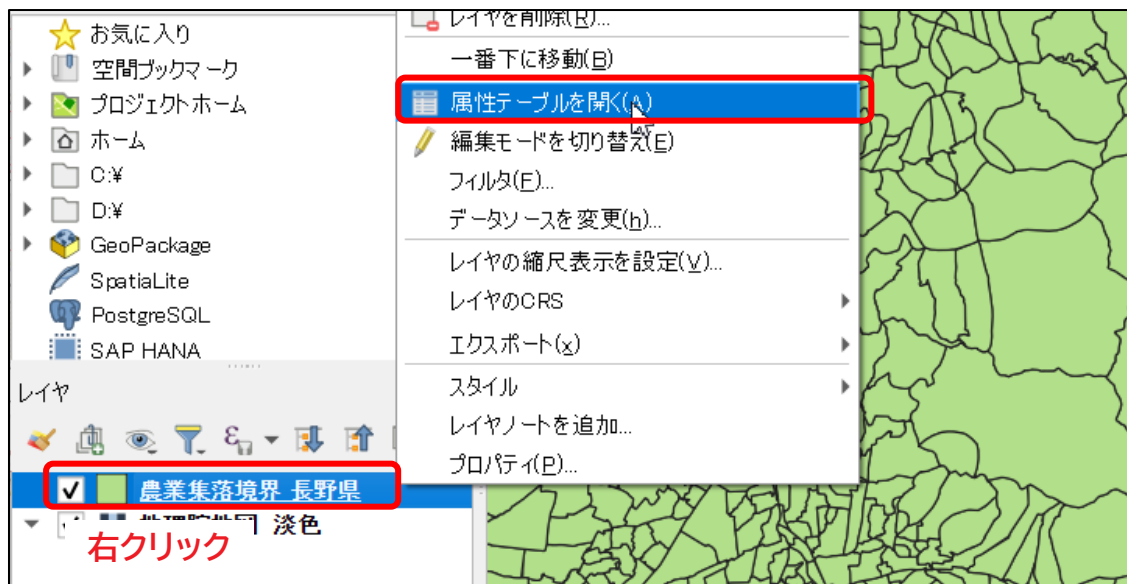 お気に入り
空間ブックマーク
プロジェクトホーム
ホーム
C:¥
D:¥
GeoPackage
SpatiaLite
PostgreSQL
SAP HANA
レイヤ
農業集落境界 長野県
淡色
右クリック
レイヤを削除(R)...
一番下に移動(B)
属性テーブルを開く(A)
編集モードを切り替え(E)
フィルタ(F)...
データソースを変更(h)...
レイヤの縮尺表示を設定(V)...
レイヤのCRS
エクスポート(x)
スタイル
レイヤノートを追加...
プロパティ(P)...